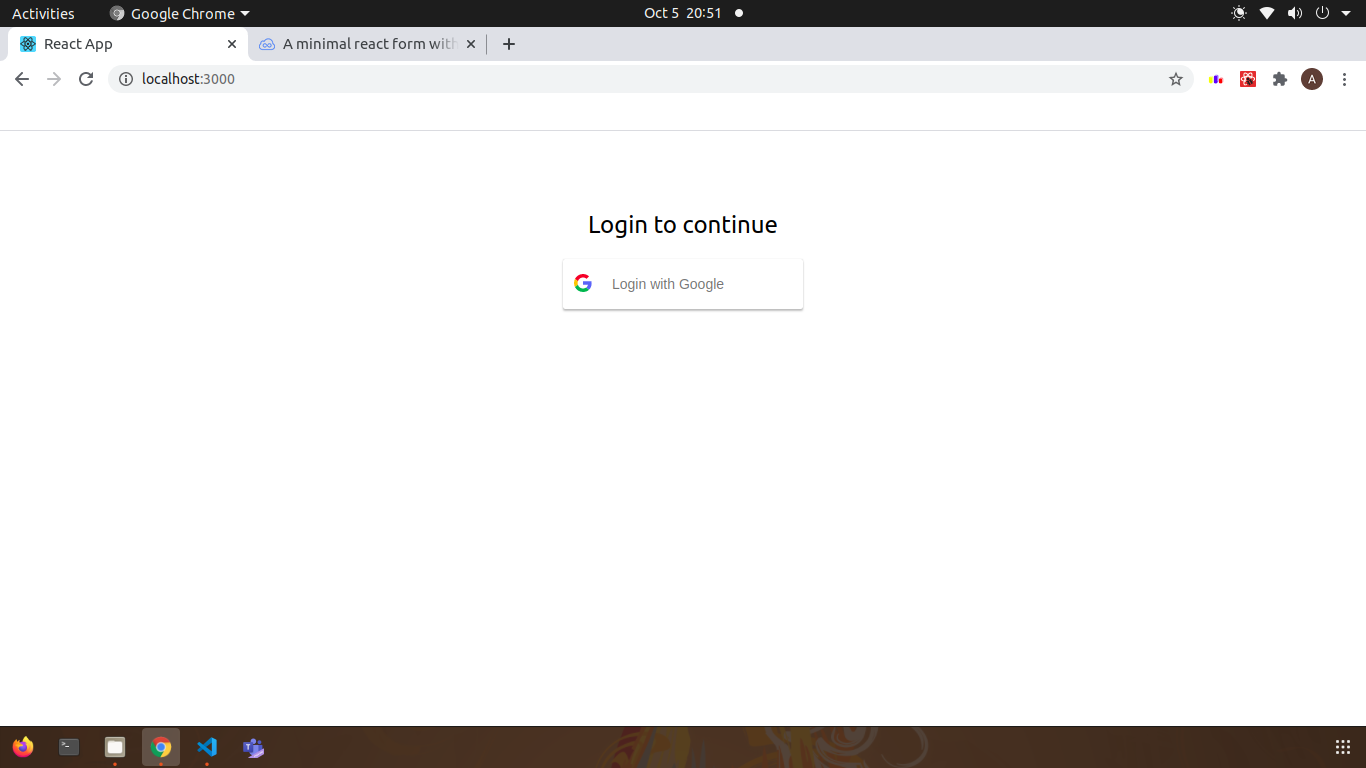 Activities Google Chrome Oct 5 20:51
React App A minimal react form with
localhost:3000 A
Login to continue
G Login with Google